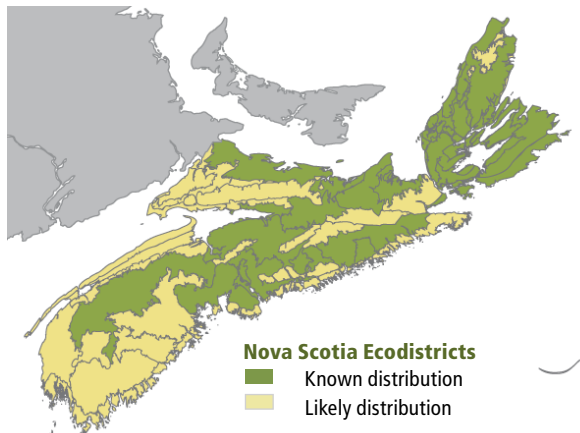 Nova Scotia Ecodistricts
Known distribution
Likely distribution